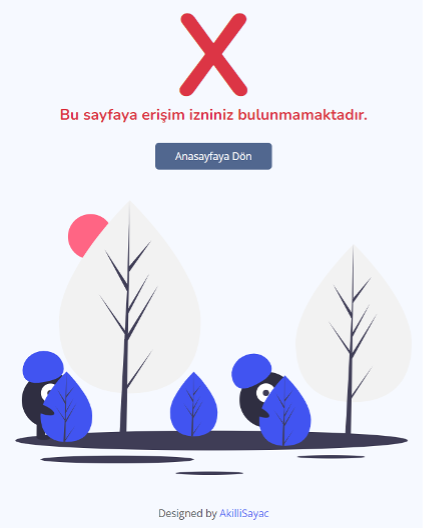 X
Bu sayfaya erişim izniniz bulunmamaktadır.
Anasayfaya Dön
Designed by AkilliSayac